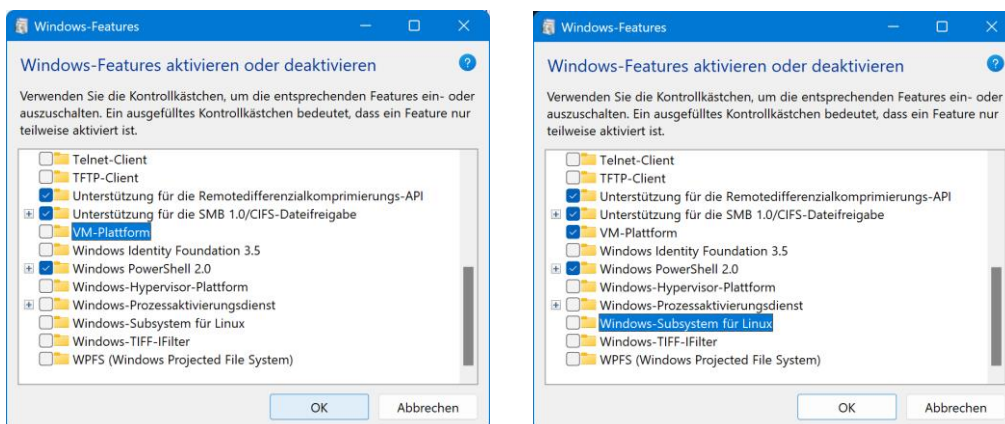 Windows-Features
Windows-Features aktivieren oder deaktivieren
Verwenden Sie die Kontrollkästchen, um die entsprechenden Features ein- oder
auszuschalten. Ein ausgefülltes Kontrollkästchen bedeutet, dass ein Feature nur
teilweise aktiviert ist.
Telnet-Client
TFTP-Client
Unterstützung für die Remotedifferenzialkomprimierungs-API
Unterstützung für die SMB 1.0/CIFS-Dateifreigabe
VM-Plattform
Windows Identity Foundation 3.5
Windows PowerShell 2.0
Windows-Hypervisor-Plattform
Windows-Prozessaktivierungsdienst
Windows-Subsystem für Linux
Windows-TIFF-IFilter
WPFS (Windows Projected File System)
OK Abbrechen
Windows-Features
Windows-Features aktivieren oder deaktivieren
Verwenden Sie die Kontrollkästchen, um die entsprechenden Features ein- oder
auszuschalten. Ein ausgefülltes Kontrollkästchen bedeutet, dass ein Feature nur
teilweise aktiviert ist.
Telnet-Client
TFTP-Client
Unterstützung für die Remotedifferenzialkomprimierungs-API
Unterstützung für die SMB 1.0/CIFS-Dateifreigabe
VM-Plattform
Windows Identity Foundation 3.5
Windows PowerShell 2.0
Windows-Hypervisor-Plattform
Windows-Prozessaktivierungsdienst
Windows-Subsystem für Linux
Windows-TIFF-IFilter
WPFS (Windows Projected File System)
OK Abbrechen